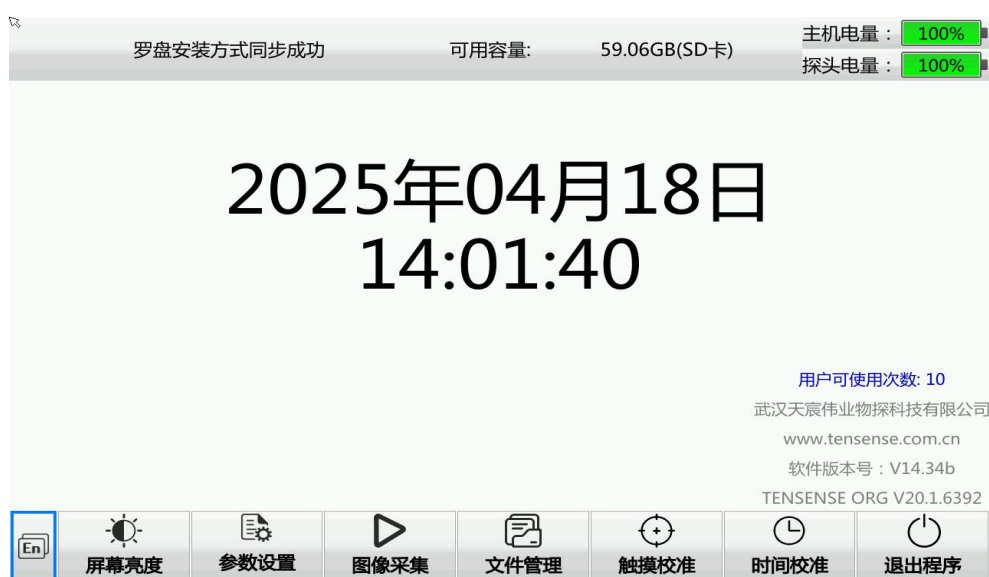 罗盘安装方式同步成功 可用容量: 59.06GB(SD卡)
主机电量： 100%
探头电量： 100%
2025年04月18日
14:01:40
用户可使用次数: 10
武汉天宸伟业物探科技有限公司
www.tensense.com.cn
软件版本号：V14.34b
TENSENSE ORG V20.1.6392
En 屏幕亮度 参数设置 图像采集 文件管理 触摸校准 时间校准 退出程序